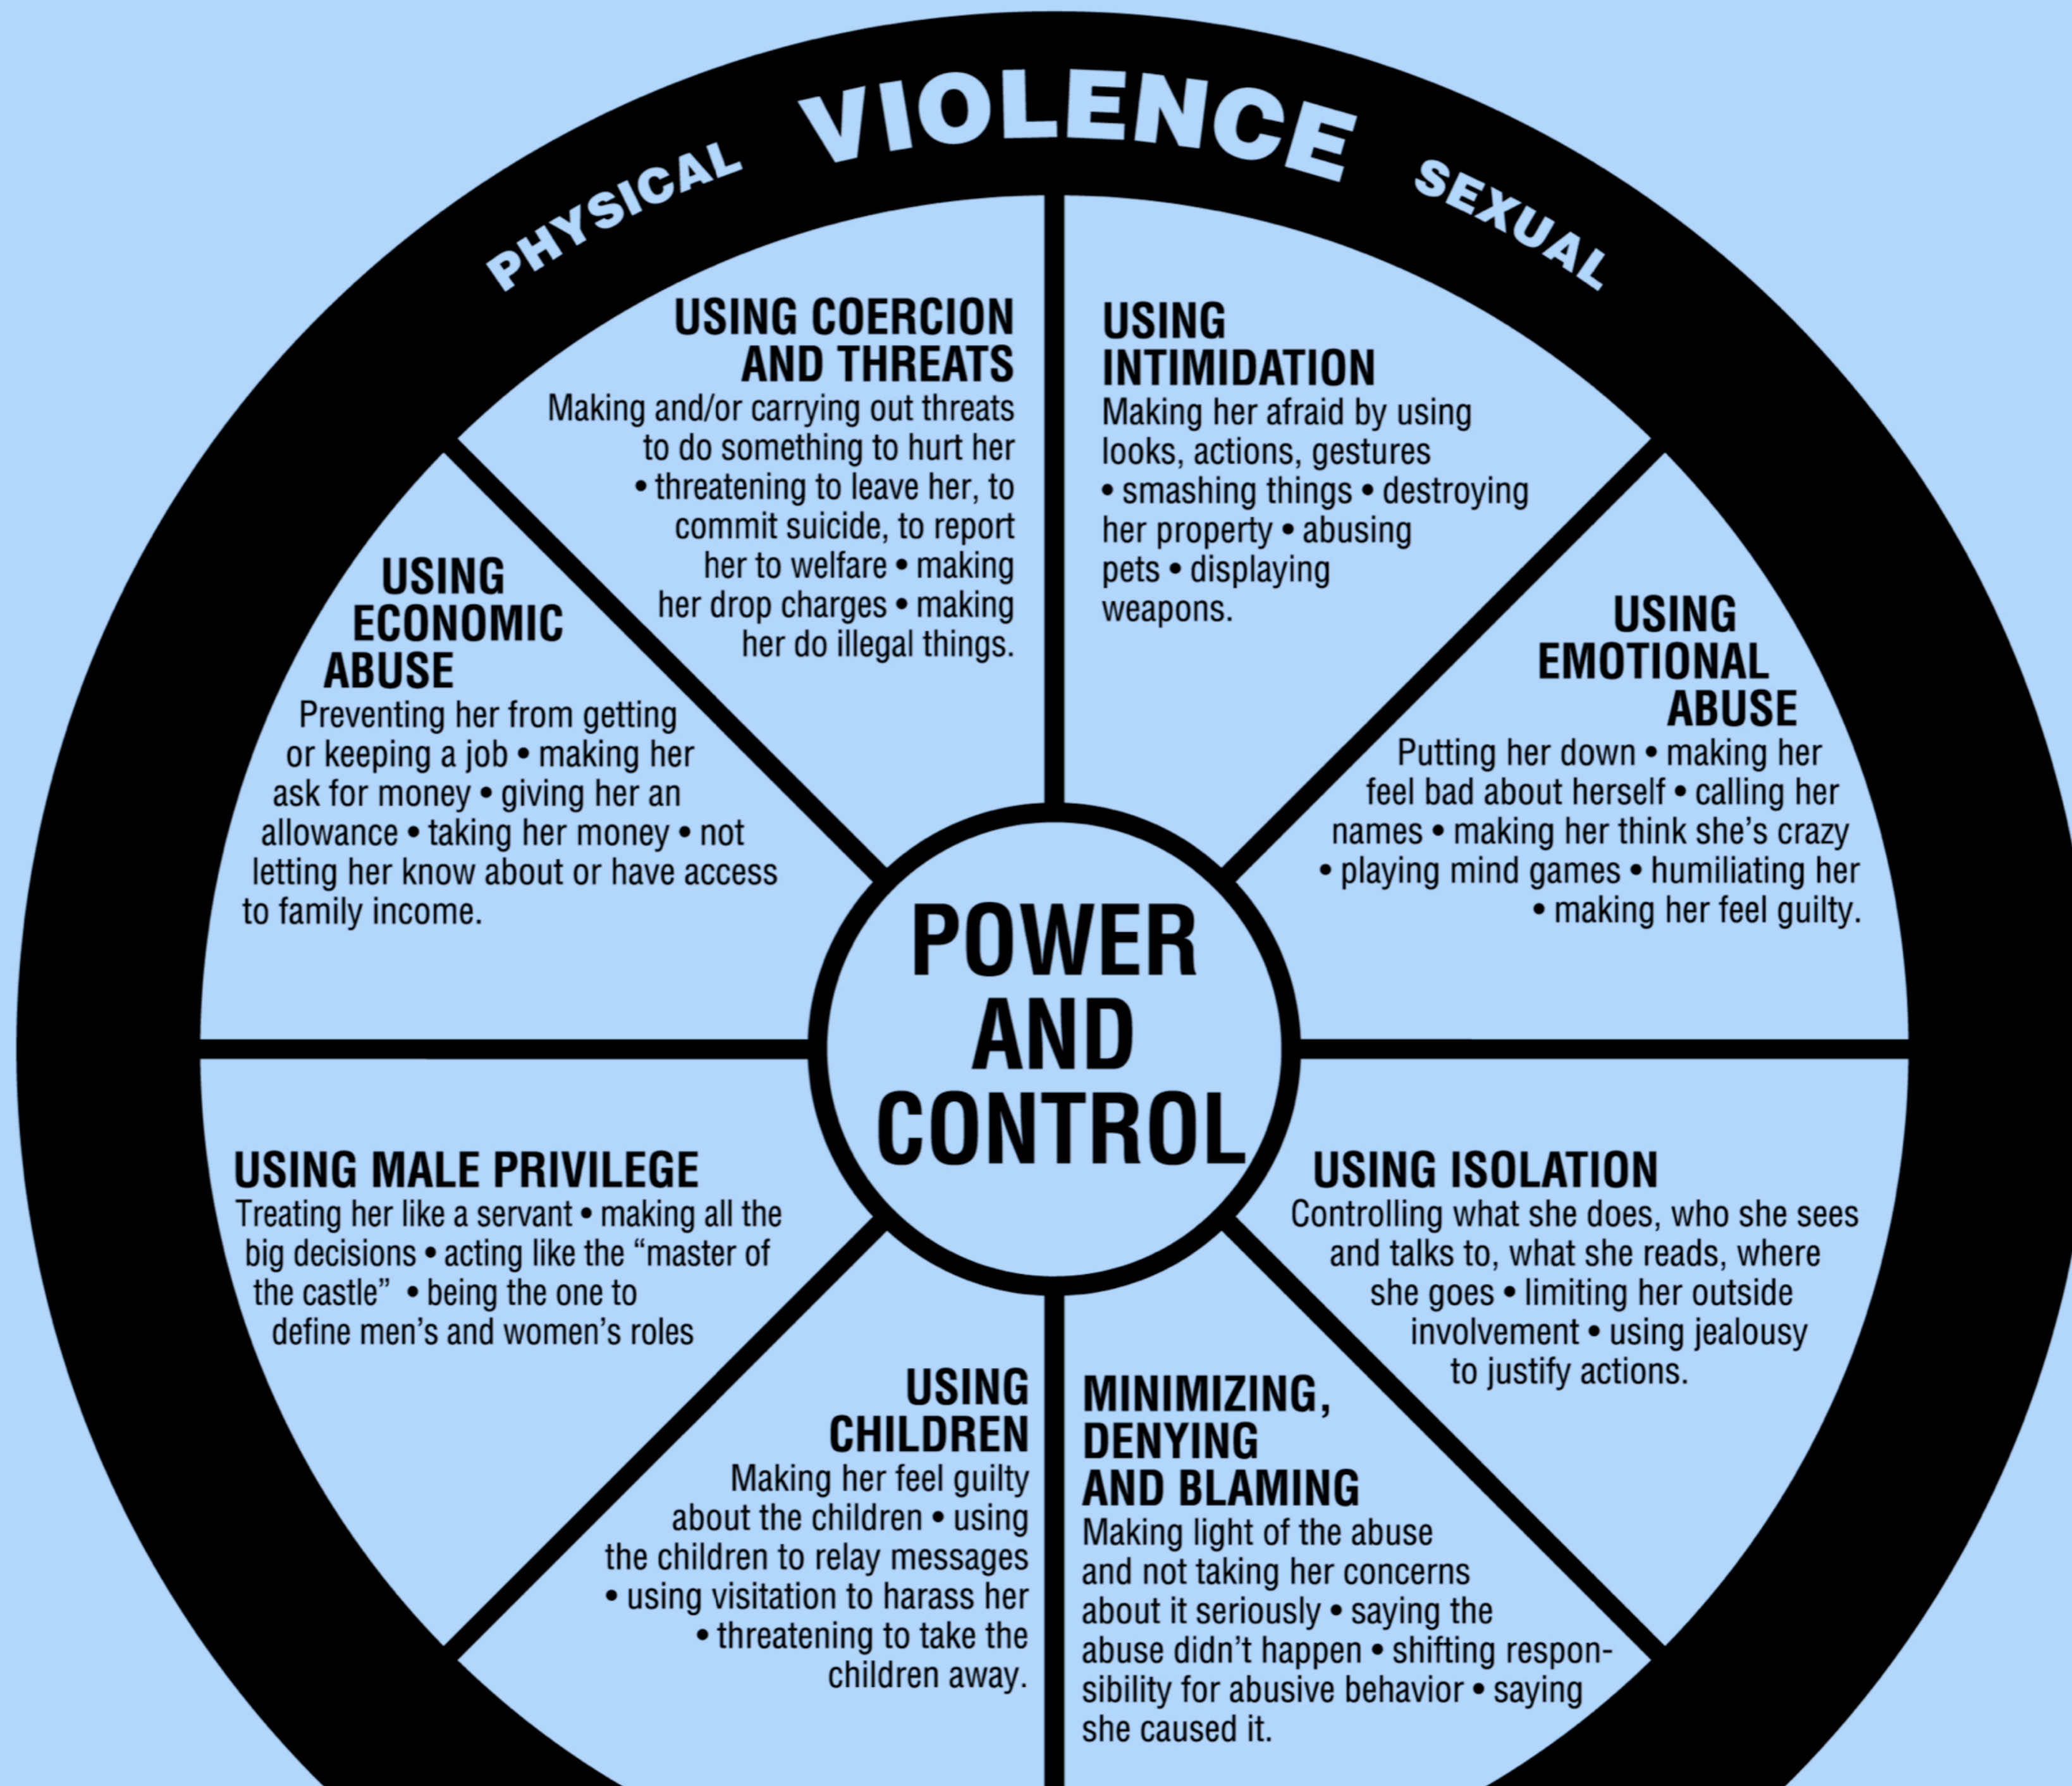 PHYSICAL VIOLENCE SEXUAL
USING COERCION
AND THREATS
Making and/or carrying out threats
to do something to hurt her
• threatening to leave her, to
commit suicide, to report
her to welfare • making
her drop charges • making
her do illegal things.
USING
INTIMIDATION
Making her afraid by using
looks, actions, gestures
• smashing things • destroying
her property • abusing
pets • displaying
weapons.
USING
EMOTIONAL
ABUSE
Putting her down • making her
feel bad about herself • calling her
names • making her think she’s crazy
• playing mind games • humiliating her
• making her feel guilty.
USING ISOLATION
Controlling what she does, who she sees
and talks to, what she reads, where
she goes • limiting her outside
involvement • using jealousy
to justify actions.
MINIMIZING,
DENYING
AND BLAMING
Making light of the abuse
and not taking her concerns
about it seriously • saying the
abuse didn’t happen • shifting respon-
sibility for abusive behavior • saying
she caused it.
USING
CHILDREN
Making her feel guilty
about the children • using
the children to relay messages
• using visitation to harass her
• threatening to take the
children away.
USING MALE PRIVILEGE
Treating her like a servant • making all the
big decisions • acting like the “master of
the castle” • being the one to
define men’s and women’s roles
USING
ECONOMIC
ABUSE
Preventing her from getting
or keeping a job • making her
ask for money • giving her an
allowance • taking her money • not
letting her know about or have access
to family income.
POWER
AND
CONTROL